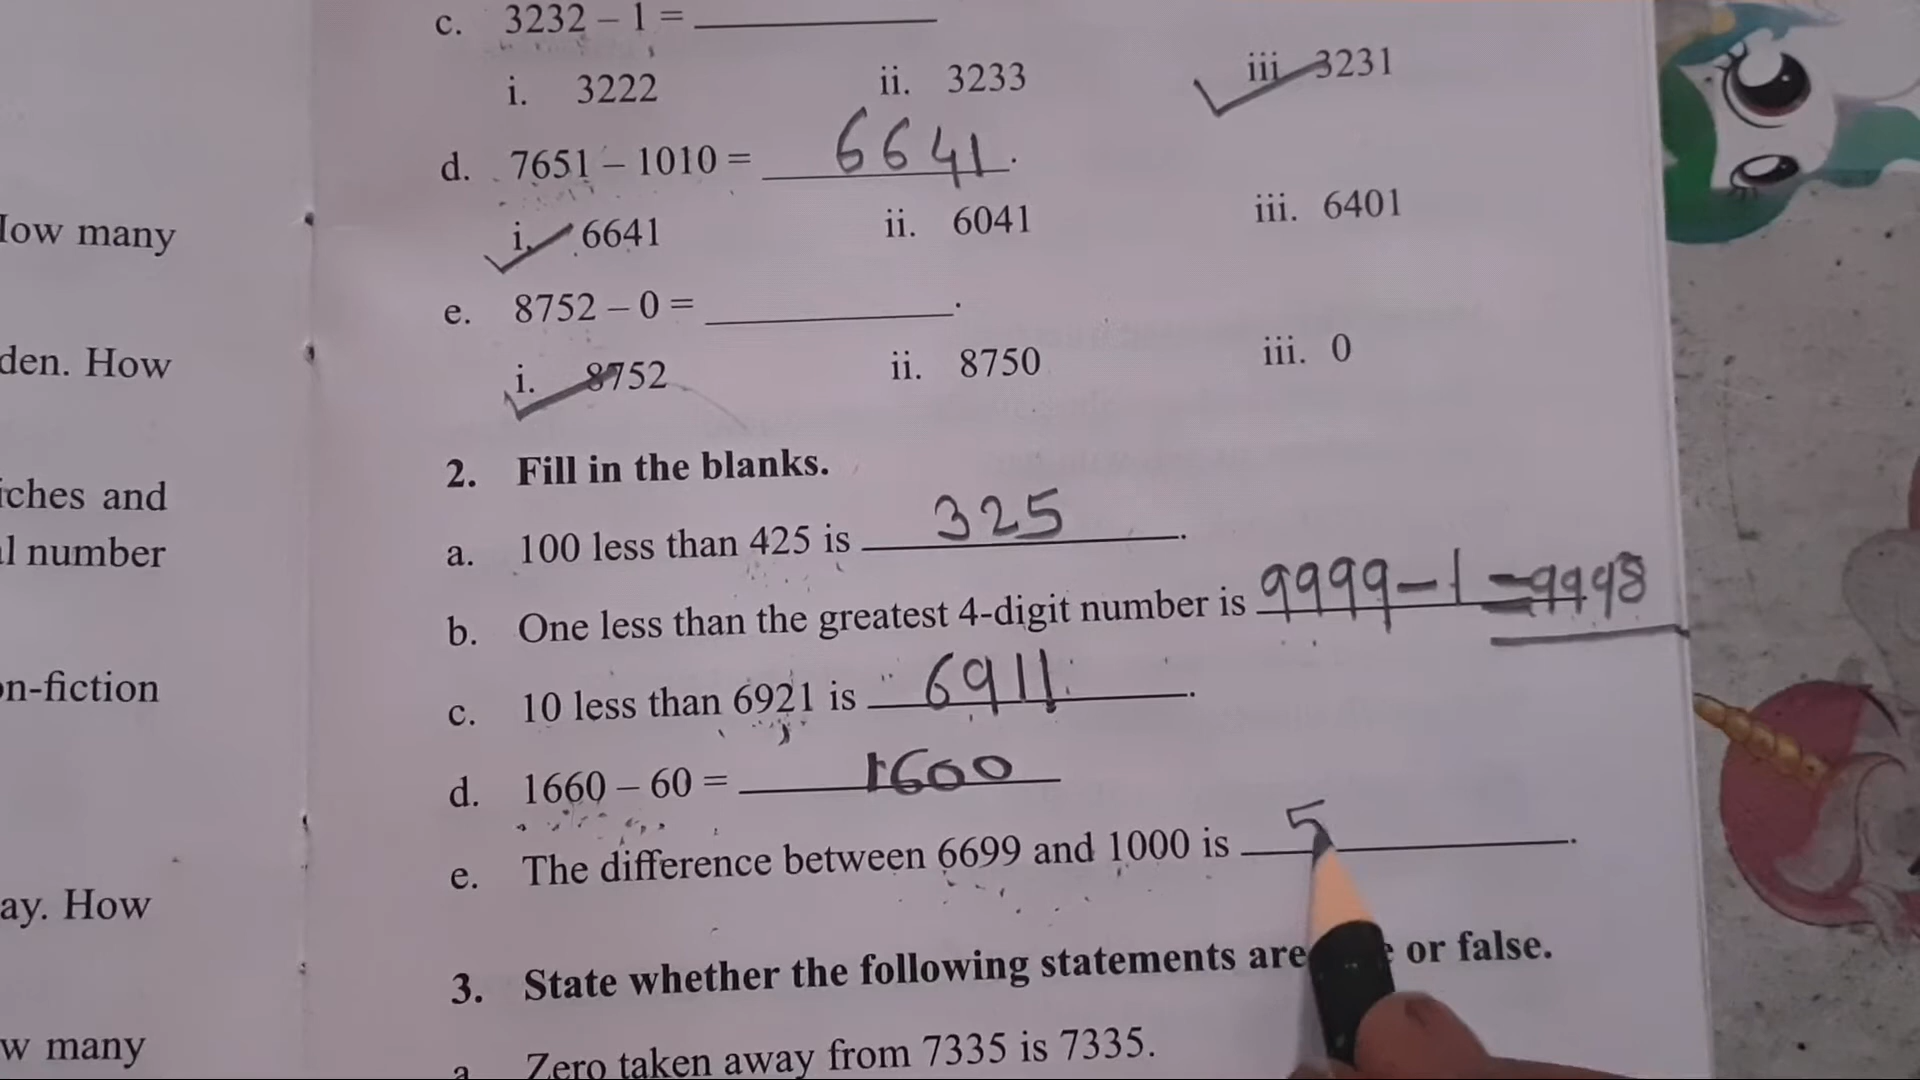 c. 3232 – 1 =
i. 3222 ii. 3233 iii. 3231
d. 7651 – 1010 = 6641.
i. 6641 ii. 6041 iii. 6401
e. 8752 – 0 = .
i. 8752 ii. 8750 iii. 0
2. Fill in the blanks.
a. 100 less than 425 is 325.
b. One less than the greatest 4-digit number is 9999 – 1 = 9998
c. 10 less than 6921 is 6911.
d. 1660 – 60 = 1600
e. The difference between 6699 and 1000 is 5.
3. State whether the following statements are or false.
a. Zero taken away from 7335 is 7335.
many
den. How
and
number
n-fiction
ay. How
many